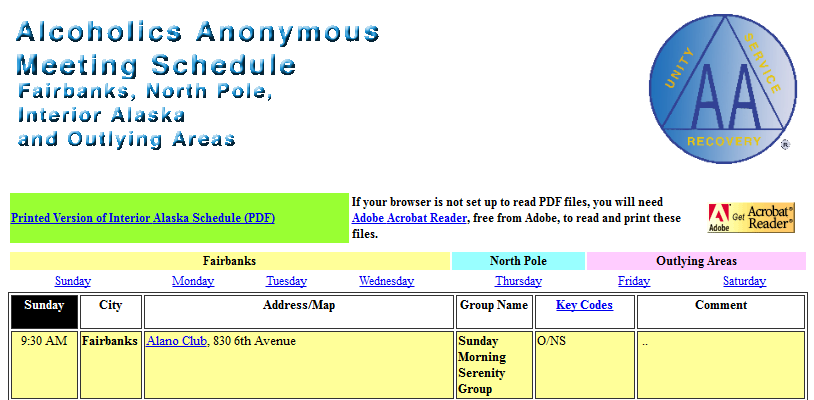 Alcoholics Anonymous
Meeting Schedule
Fairbanks, North Pole,
Interior Alaska
and Outlying Areas
UNITY SERVICE
AA
RECOVERY ®
Printed Version of Interior Alaska Schedule (PDF)
If your browser is not set up to read PDF files, you will need
Adobe Acrobat Reader, free from Adobe, to read and print these
files.
Adobe Get Acrobat® Reader™
Fairbanks North Pole Outlying Areas
Sunday Monday Tuesday Wednesday Thursday Friday Saturday
Sunday City Address/Map Group Name Key Codes Comment
9:30 AM Fairbanks Alano Club, 830 6th Avenue Sunday O/NS ..
Morning
Serenity
Group